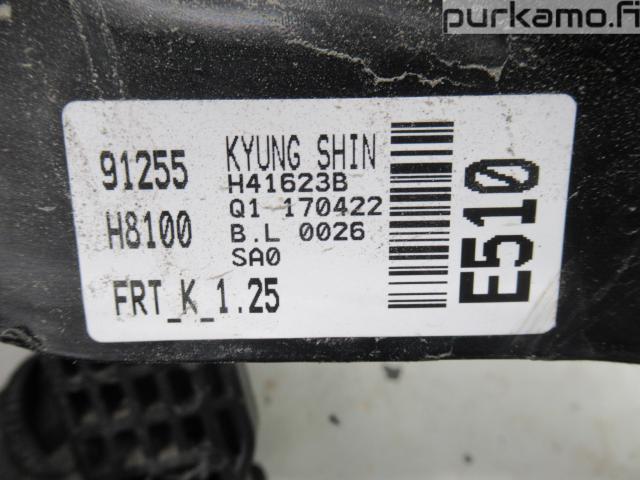 purkamo.fi
91255 KYUNG SHIN
H41623B
H8100 Q1 170422
B.L 0026
SA0
FRT_K_1.25
E510